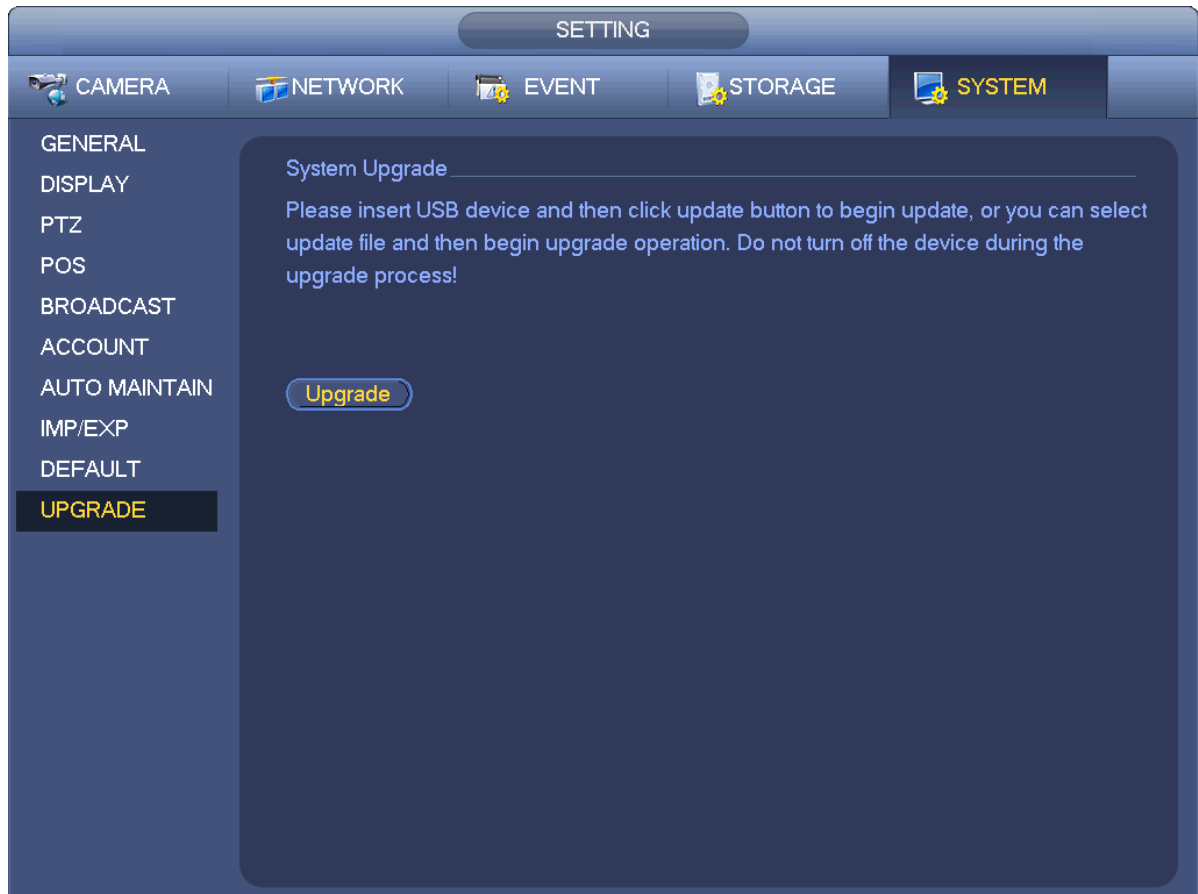 SETTING
CAMERA
NETWORK
EVENT
STORAGE
SYSTEM
GENERAL
DISPLAY
PTZ
POS
BROADCAST
ACCOUNT
AUTO MAINTAIN
IMP/EXP
DEFAULT
UPGRADE
System Upgrade
Please insert USB device and then click update button to begin update, or you can select
update file and then begin upgrade operation. Do not turn off the device during the
upgrade process!
Upgrade